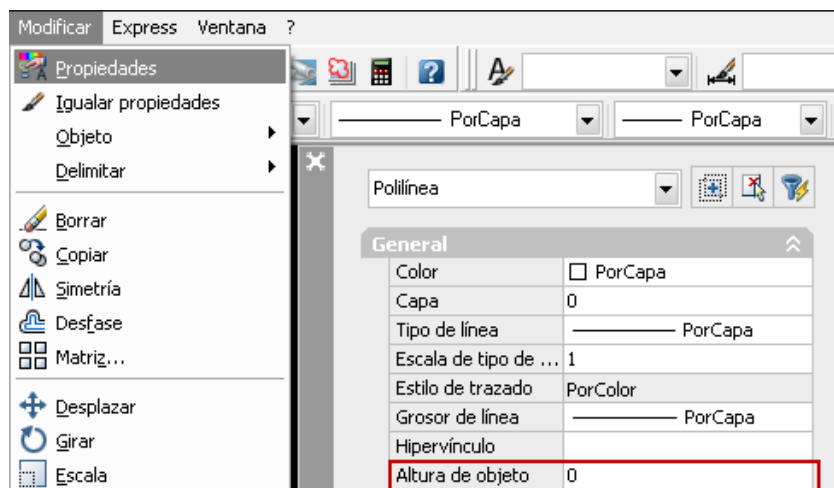 Modificar Express Ventana ?
Propiedades
Igualar propiedades
Objeto
Delimitar
Borrar
Copiar
Simetría
Desfase
Matriz...
Desplazar
Girar
Escala
PorCapa PorCapa
Polilínea
General
Color PorCapa
Capa 0
Tipo de línea PorCapa
Escala de tipo de ... 1
Estilo de trazado PorColor
Grosor de línea PorCapa
Hipervínculo
Altura de objeto 0